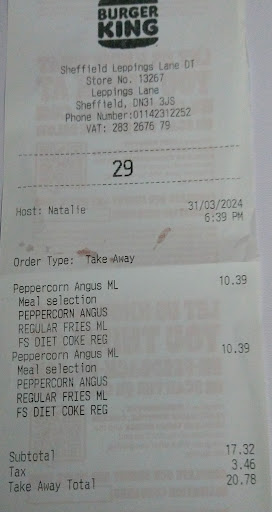 BURGER
KING
Sheffield Leppings Lane DT
Store No. 13267
Leppings Lane
Sheffield, DN31 3JS
Phone Number:01142312252
VAT: 283 2676 79
29
Host: Natalie 31/03/2024
6:39 PM
Order Type: Take Away
Peppercorn Angus ML 10.39
Meal selection
PEPPERCORN ANGUS
REGULAR FRIES ML
FS DIET COKE REG
Peppercorn Angus ML 10.39
Meal selection
PEPPERCORN ANGUS
REGULAR FRIES ML
FS DIET COKE REG
Subtotal 17.32
Tax 3.46
Take Away Total 20.78